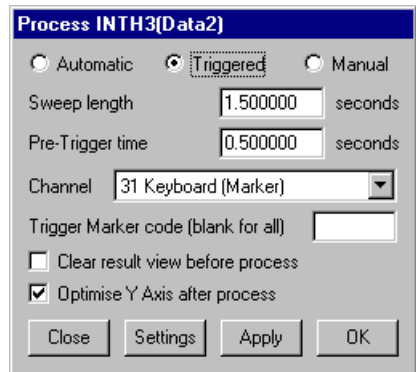 Process INTH3(Data2)
Automatic Triggered Manual
Sweep length 1.500000 seconds
Pre-Trigger time 0.500000 seconds
Channel 31 Keyboard (Marker)
Trigger Marker code (blank for all)
Clear result view before process
Optimise Y Axis after process
Close Settings Apply OK